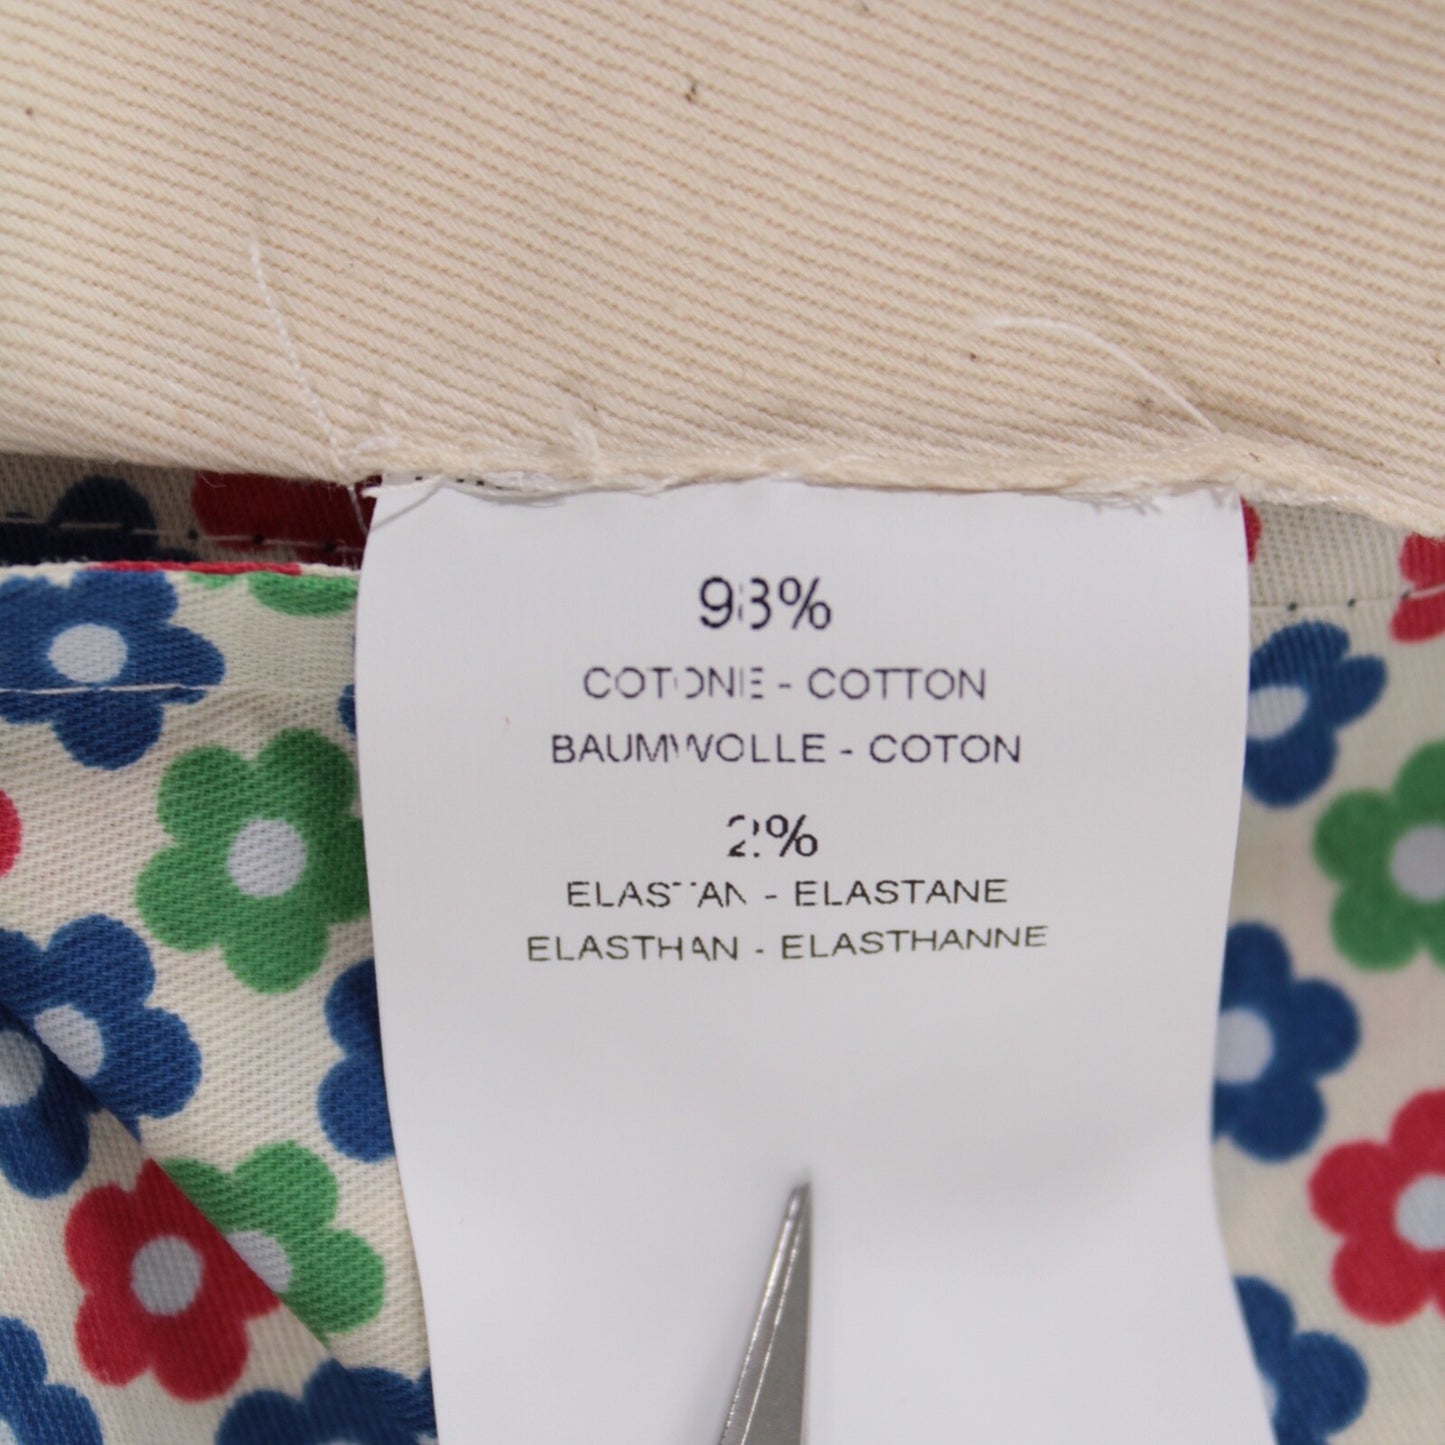 98%
COTONE - COTTON
BAUMWOLLE - COTON
2%
ELASTAN - ELASTANE
ELASTHAN - ELASTHANNE